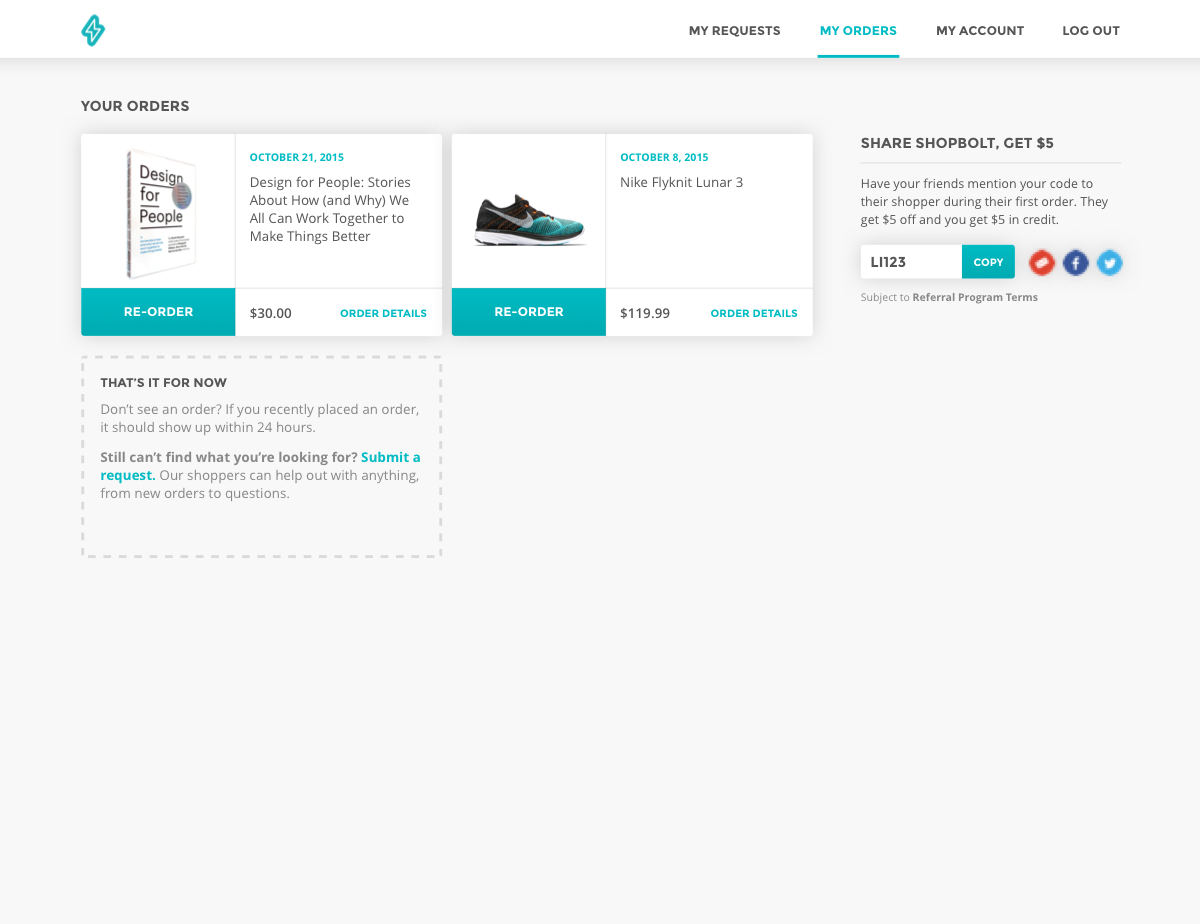 MY REQUESTS
MY ORDERS
MY ACCOUNT
LOG OUT
YOUR ORDERS
Design
for
People
OCTOBER 21, 2015
Design for People: Stories
About How (and Why) We
All Can Work Together to
Make Things Better
RE-ORDER
$30.00
ORDER DETAILS
OCTOBER 8, 2015
Nike Flyknit Lunar 3
RE-ORDER
$119.99
ORDER DETAILS
THAT’S IT FOR NOW
Don’t see an order? If you recently placed an order,
it should show up within 24 hours.
Still can’t find what you’re looking for? Submit a
request. Our shoppers can help out with anything,
from new orders to questions.
SHARE SHOPBOLT, GET $5
Have your friends mention your code to
their shopper during their first order. They
get $5 off and you get $5 in credit.
LI123
COPY
Subject to Referral Program Terms